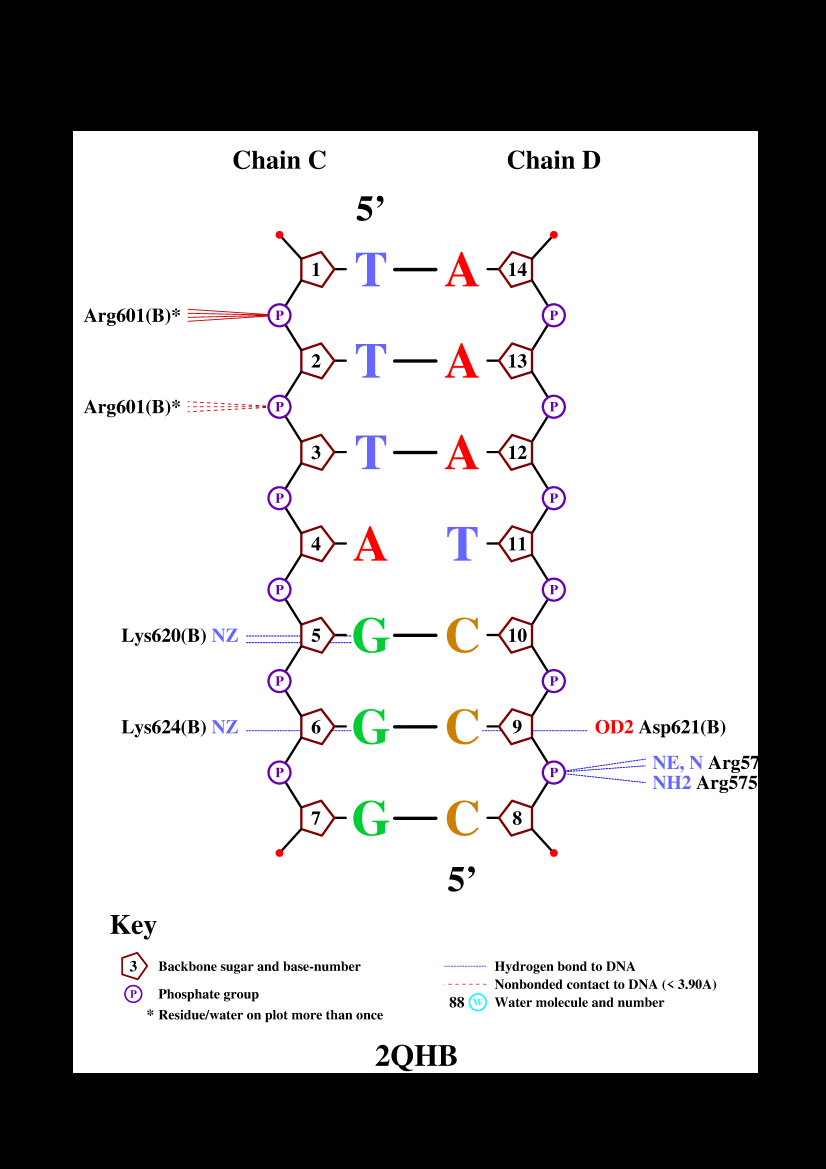 Chain C Chain D
5’
1 T A 14
Arg601(B)* P P
2 T A 13
Arg601(B)* P P
3 T A 12
P P
4 A T 11
P P
Lys620(B) NZ 5 G C 10
P P
Lys624(B) NZ 6 G C 9 OD2 Asp621(B)
NE, N Arg57
P P
NH2 Arg575
7 G C 8
5’
Key
3 Backbone sugar and base-number
P Phosphate group
* Residue/water on plot more than once
Hydrogen bond to DNA
Nonbonded contact to DNA (< 3.90A)
88 W Water molecule and number
2QHB